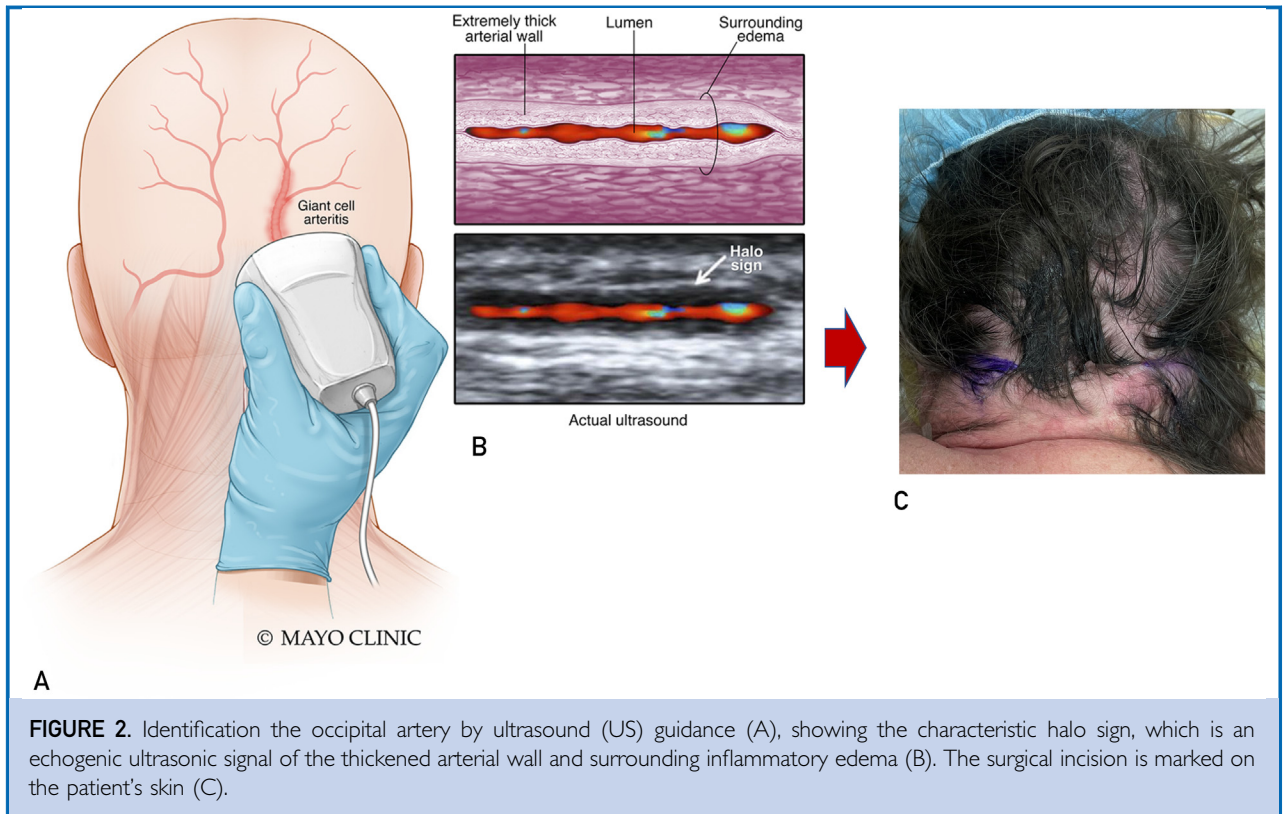 Extremely thick
arterial wall
Lumen
Surrounding
edema
Giant cell
arteritis
Halo
sign
Actual ultrasound
B
C
© MAYO CLINIC
A
FIGURE 2. Identification the occipital artery by ultrasound (US) guidance (A), showing the characteristic halo sign, which is an
echogenic ultrasonic signal of the thickened arterial wall and surrounding inflammatory edema (B). The surgical incision is marked on
the patient's skin (C).